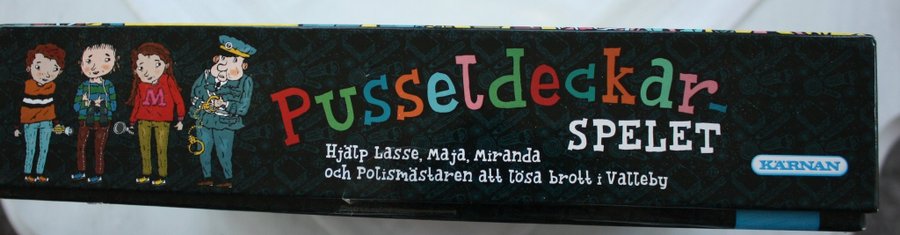 Pusseldeckar-
SPELET
Hjälp Lasse, Maja, Miranda
och Polismästaren att lösa brott i Valleby
KÄRNAN
M